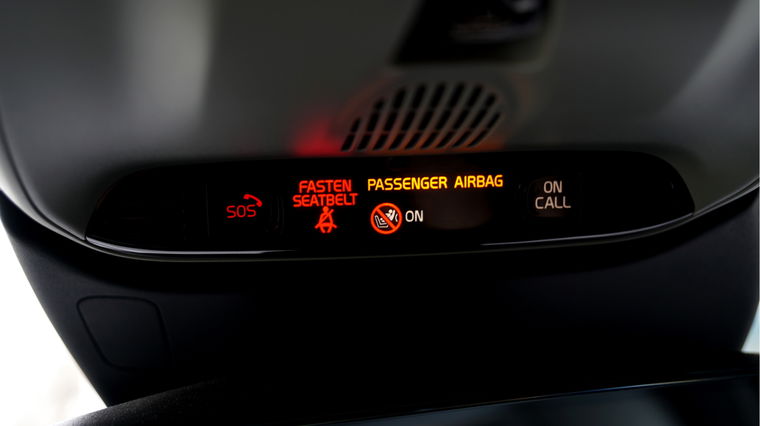 SOS
FASTEN
SEATBELT
PASSENGER AIRBAG
ON
ON
CALL